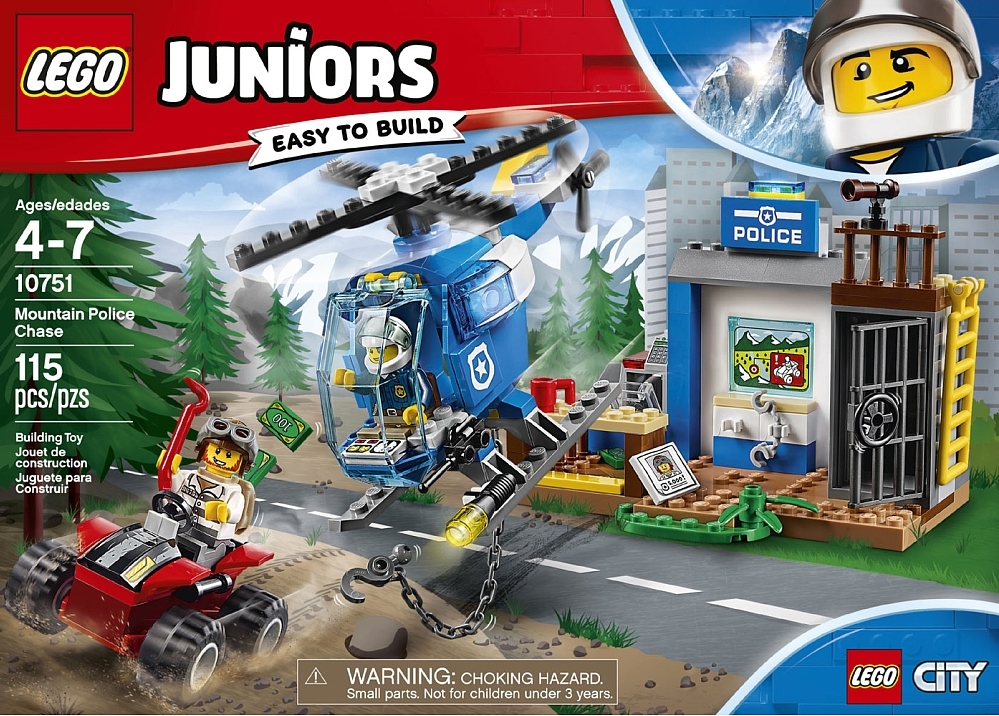 LEGO
JUNIORS
EASY TO BUILD
Ages/edades
4-7
10751
Mountain Police
Chase
115
pcs/pzs
Building Toy
Jouet de
construction
Juguete para
Construir
POLICE
100
WARNING: CHOKING HAZARD.
Small parts. Not for children under 3 years.
LEGO
CITY